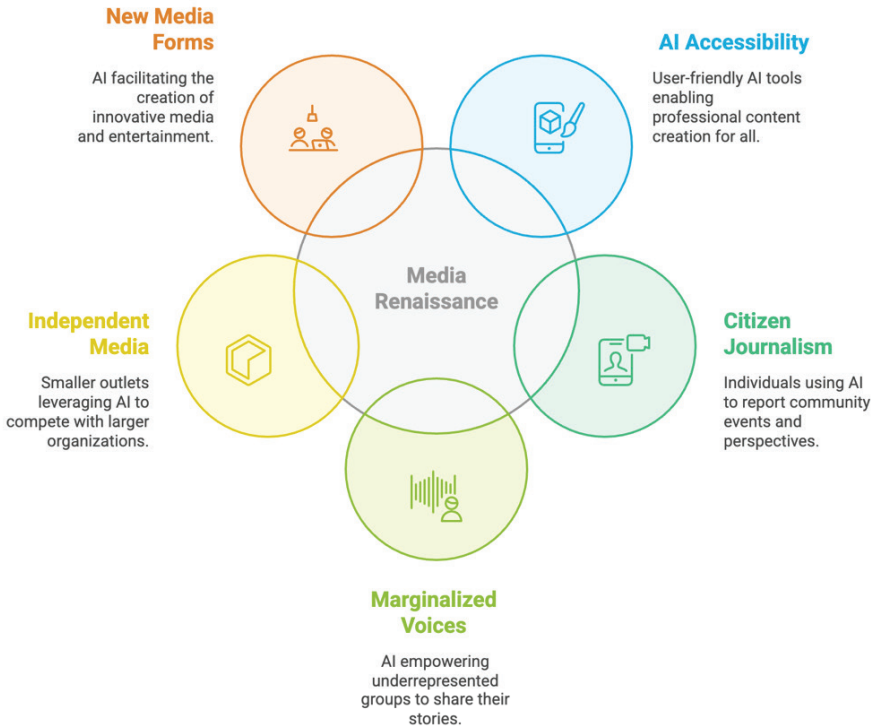 New Media
Forms
AI facilitating the
creation of
innovative media
and entertainment.
AI Accessibility
User-friendly AI tools
enabling
professional content
creation for all.
Media
Renaissance
Independent
Media
Smaller outlets
leveraging AI to
compete with larger
organizations.
Citizen
Journalism
Individuals using AI
to report community
events and
perspectives.
Marginalized
Voices
AI empowering
underrepresented
groups to share their
stories.